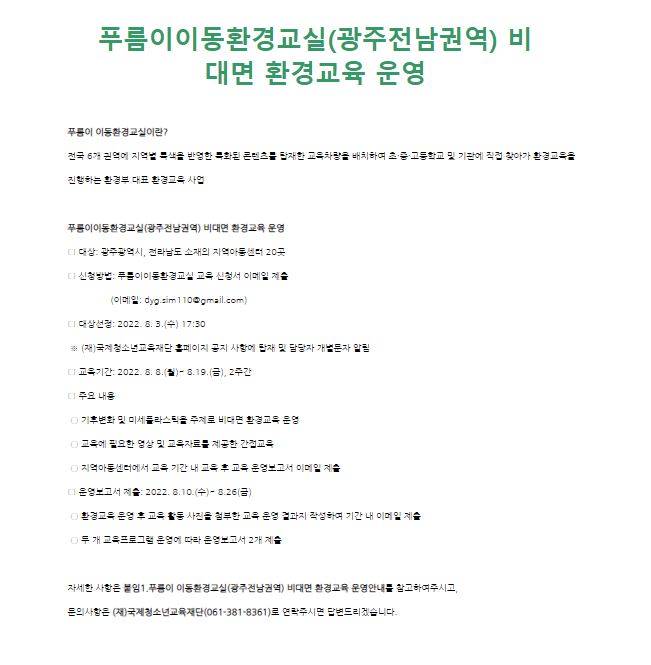 푸름이이동환경교실(광주전남권역) 비
대면 환경교육 운영
푸름이 이동환경교실이란?
전국 6개 권역에 지역별 특색을 반영한 특화된 콘텐츠를 탑재한 교육차량을 배치하여 초·중·고등학교 및 기관에 직접 찾아가 환경교육을
진행하는 환경부 대표 환경교육 사업
푸름이이동환경교실(광주전남권역) 비대면 환경교육 운영
□ 대상: 광주광역시, 전라남도 소재의 지역아동센터 20곳
□ 신청방법: 푸름이이동환경교실 교육 신청서 이메일 제출
(이메일: dyg.sim110@gmail.com)
□ 대상선정: 2022. 8. 3.(수) 17:30
※ (재)국제청소년교육재단 홈페이지 공지 사항에 탑재 및 담당자 개별문자 알림
□ 교육기간: 2022. 8. 8.(월)~ 8.19.(금), 2주간
□ 주요 내용
○ 기후변화 및 미세플라스틱을 주제로 비대면 환경교육 운영
○ 교육에 필요한 영상 및 교육자료를 제공한 간접교육
○ 지역아동센터에서 교육 기간 내 교육 후 교육 운영보고서 이메일 제출
□ 운영보고서 제출: 2022. 8.10.(수)~ 8.26(금)
○ 환경교육 운영 후 교육 활동 사진을 첨부한 교육 운영 결과지 작성하여 기간 내 이메일 제출
○ 두 개 교육프로그램 운영에 따라 운영보고서 2개 제출
자세한 사항은 붙임1.푸름이 이동환경교실(광주전남권역) 비대면 환경교육 운영안내를 참고하여주시고,
문의사항은 (재)국제청소년교육재단(061-381-8361)로 연락주시면 답변드리겠습니다.